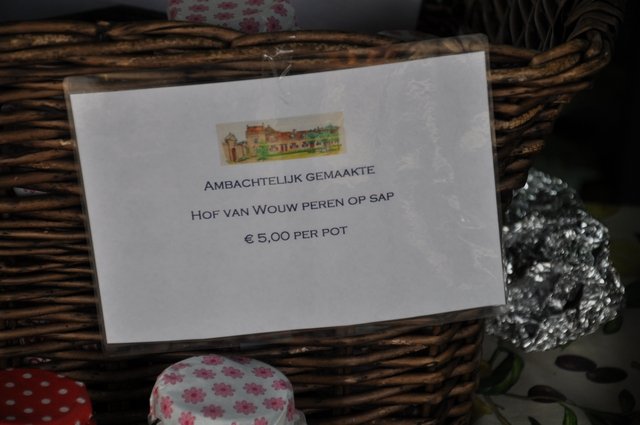 AMBACHTELIJK GEMAAKTE
HOF VAN WOUW PEREN OP SAP
€ 5,00 PER POT